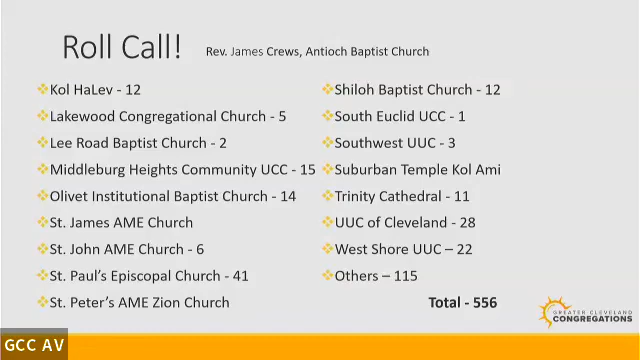 Roll Call!
Rev. James Crews, Antioch Baptist Church
Kol HaLev - 12
Lakewood Congregational Church - 5
Lee Road Baptist Church - 2
Middleburg Heights Community UCC - 15
Olivet Institutional Baptist Church - 14
St. James AME Church
St. John AME Church - 6
St. Paul's Episcopal Church - 41
St. Peter's AME Zion Church
Shiloh Baptist Church - 12
South Euclid UCC - 1
Southwest UUC - 3
Suburban Temple Kol Ami
Trinity Cathedral - 11
UUC of Cleveland - 28
West Shore UUC – 22
Others – 115
Total - 556
GREATER CLEVELAND
CONGREGATIONS
GCC AV